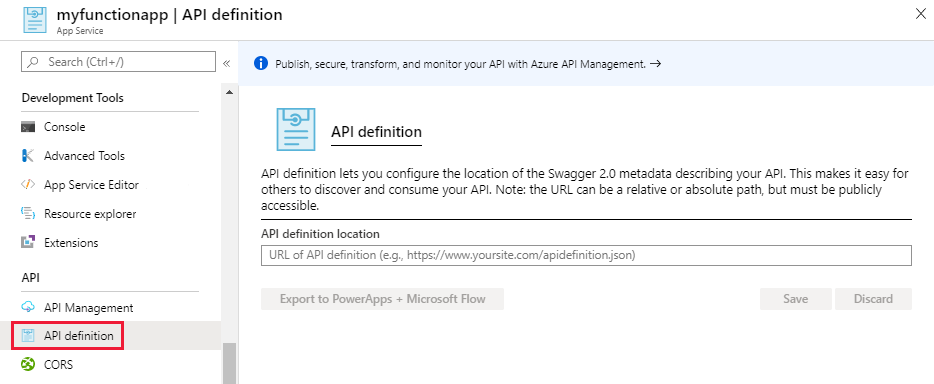 myfunctionapp | API definition
App Service
Search (Ctrl+/)
Development Tools
Console
Advanced Tools
App Service Editor
Resource explorer
Extensions
API
API Management
API definition
CORS
Publish, secure, transform, and monitor your API with Azure API Management. →
API definition
API definition lets you configure the location of the Swagger 2.0 metadata describing your API. This makes it easy for
others to discover and consume your API. Note: the URL can be a relative or absolute path, but must be publicly
accessible.
API definition location
URL of API definition (e.g., https://www.yoursite.com/apidefinition.json)
Export to PowerApps + Microsoft Flow
Save
Discard